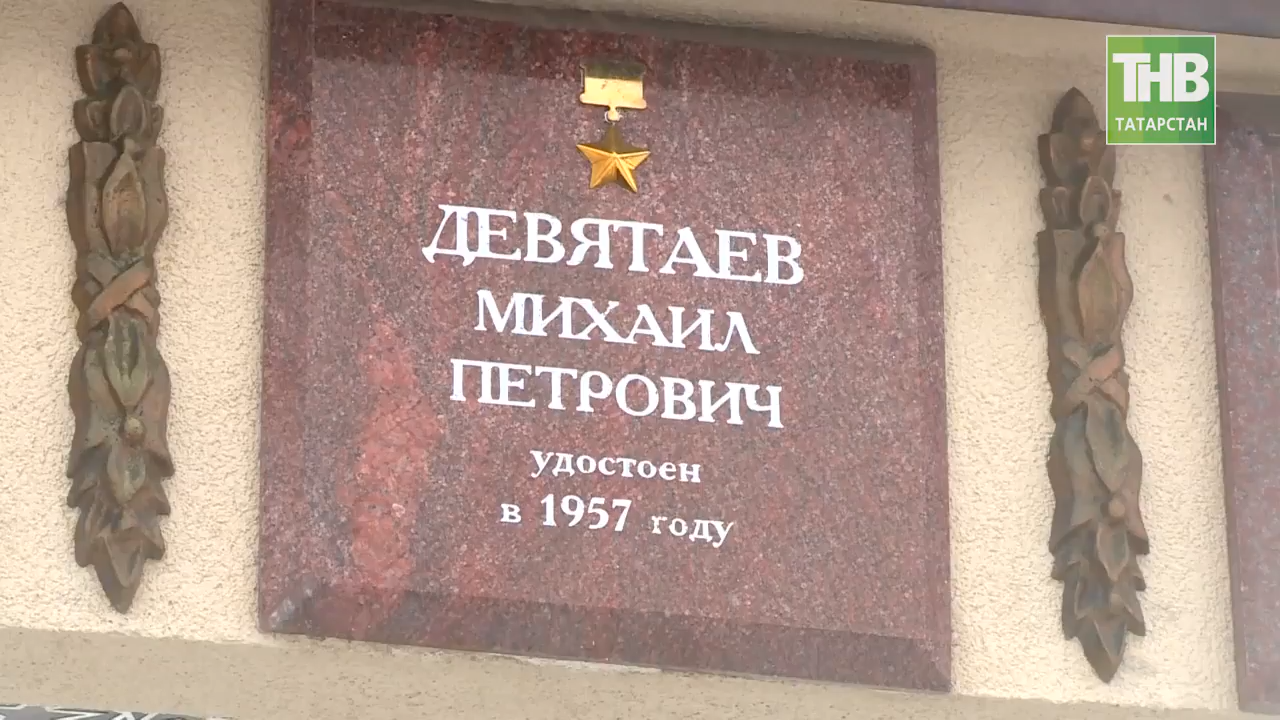 ТНВ
ТАТАРСТАН
ДЕВЯТАЕВ
МИХАИЛ
ПЕТРОВИЧ
удостоен
в 1957 году